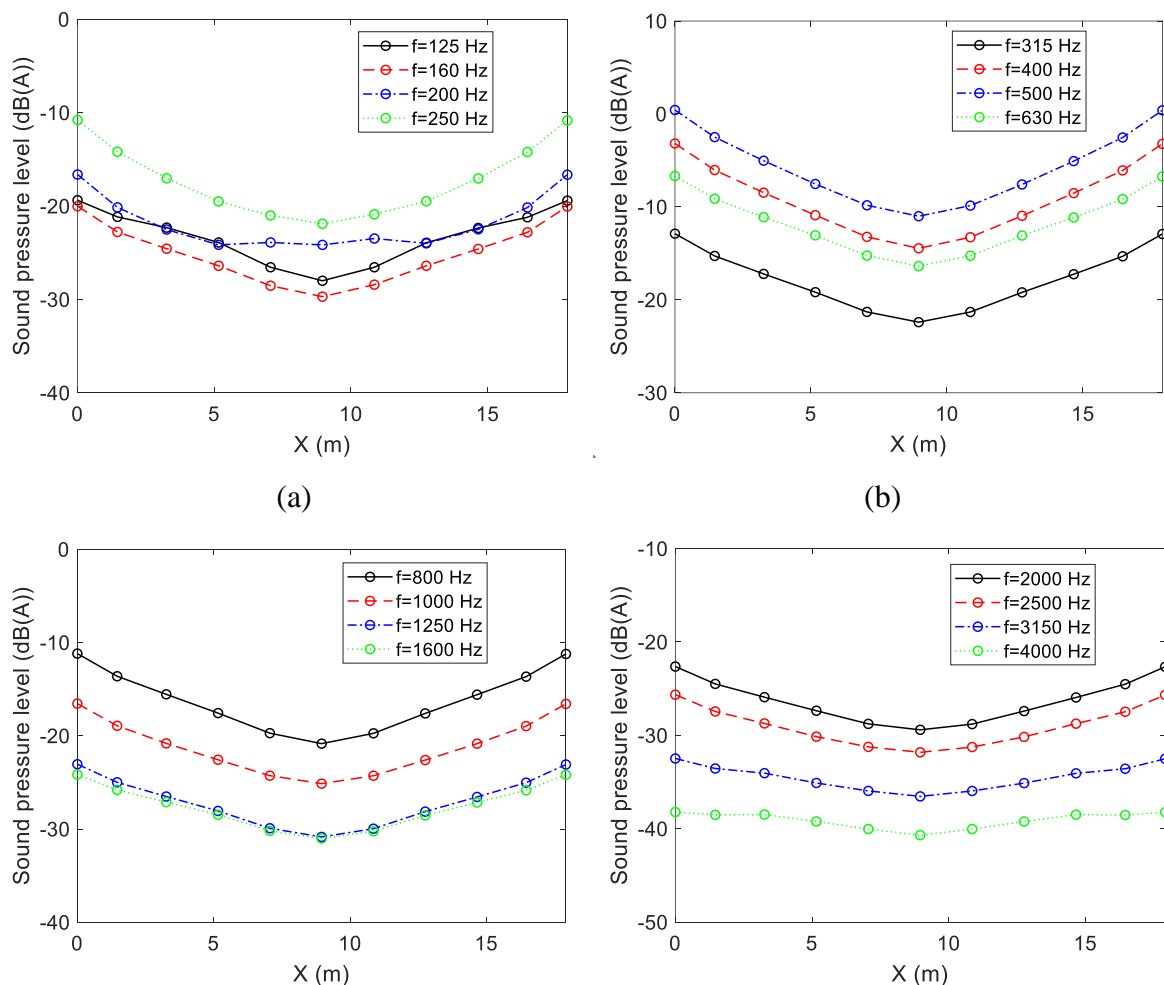 0
-10
-20
-30
-40
Sound pressure level (dB(A))
f=125 Hz
f=160 Hz
f=200 Hz
f=250 Hz
0
5
10
15
X (m)
(a)
10
0
-10
-20
-30
Sound pressure level (dB(A))
f=315 Hz
f=400 Hz
f=500 Hz
f=630 Hz
0
5
10
15
X (m)
(b)
0
-10
-20
-30
-40
Sound pressure level (dB(A))
f=800 Hz
f=1000 Hz
f=1250 Hz
f=1600 Hz
0
5
10
15
X (m)
-10
-20
-30
-40
-50
Sound pressure level (dB(A))
f=2000 Hz
f=2500 Hz
f=3150 Hz
f=4000 Hz
0
5
10
15
X (m)